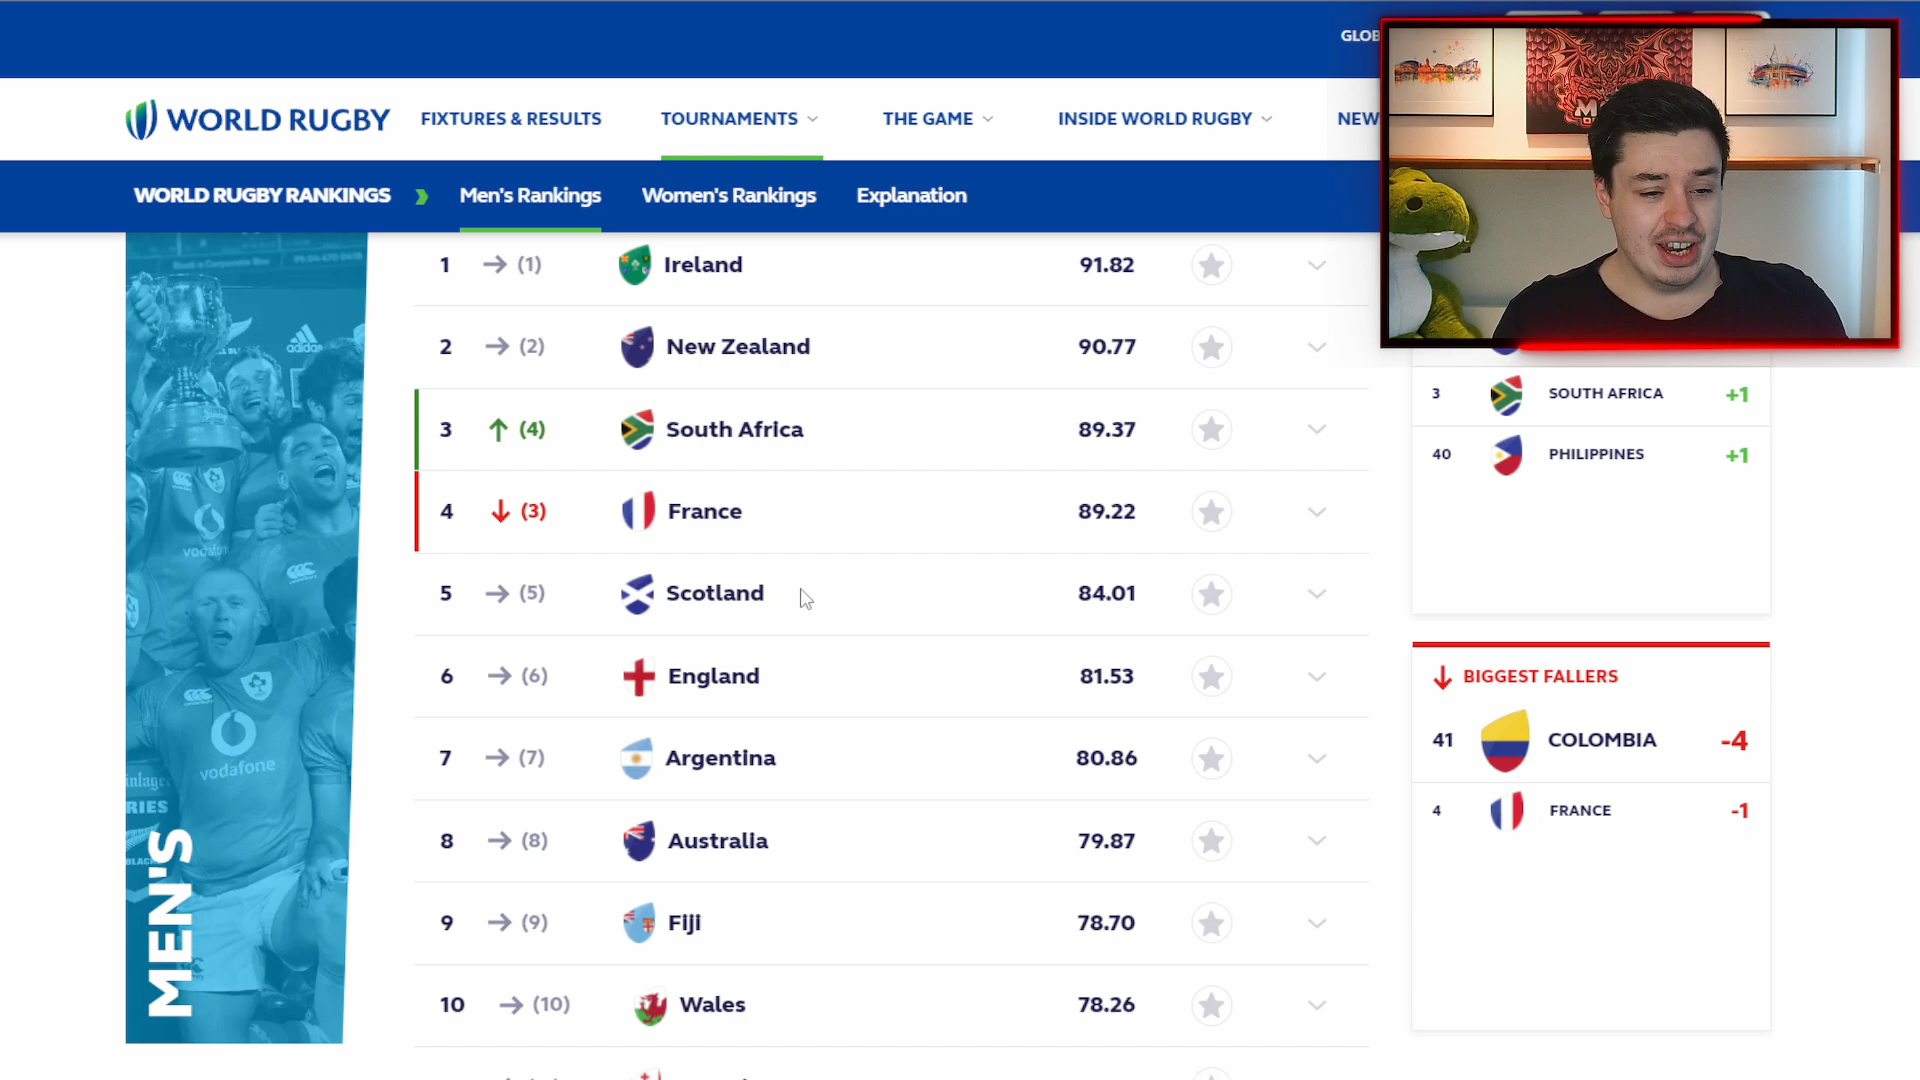 GLOB
WORLD RUGBY
FIXTURES & RESULTS
TOURNAMENTS
THE GAME
INSIDE WORLD RUGBY
NEW
WORLD RUGBY RANKINGS
Men's Rankings
Women's Rankings
Explanation
1 (1) Ireland 91.82
2 (2) New Zealand 90.77
3 (4) South Africa 89.37
4 (3) France 89.22
5 (5) Scotland 84.01
6 (6) England 81.53
7 (7) Argentina 80.86
8 (8) Australia 79.87
9 (9) Fiji 78.70
10 (10) Wales 78.26
3 SOUTH AFRICA +1
40 PHILIPPINES +1
BIGGEST FALLERS
41 COLOMBIA -4
4 FRANCE -1
adidas
vodafone
RIES
MEN'S